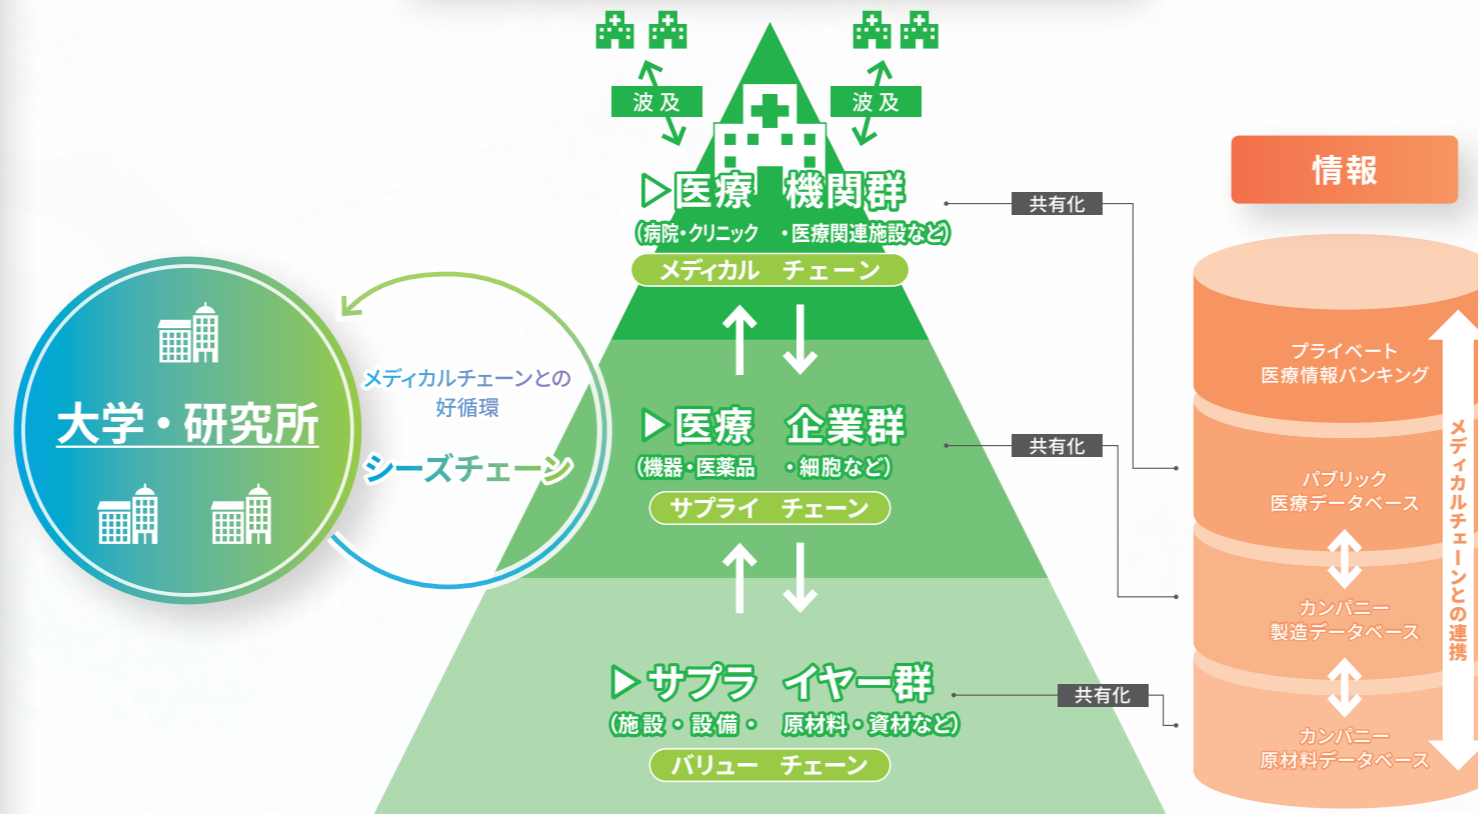 波及
波及
▶医療 機関群
(病院・クリニック ・医療関連施設など)
メディカル チェーン
共有化
大学・研究所
メディカルチェーンとの
好循環
シーズチェーン
▶医療 企業群
(機器・医薬品 ・細胞など)
サプライ チェーン
共有化
▶サプラ イヤー群
(施設・設備・ 原材料・資材など)
バリュー チェーン
共有化
情報
プライベート
医療情報バンキング
パブリック
医療データベース
カンパニー
製造データベース
カンパニー
原材料データベース
メディカルチェーンとの連携